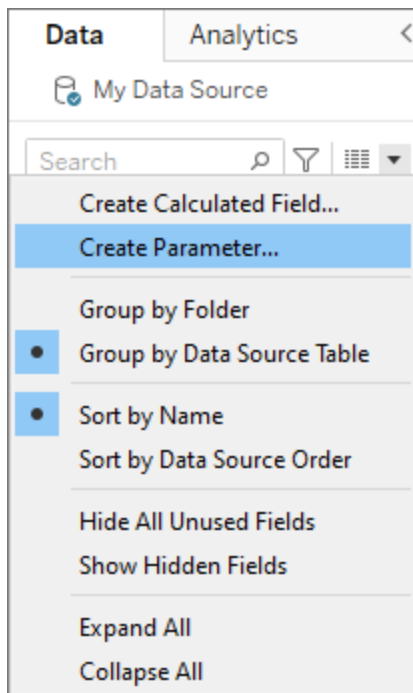 Data
Analytics
My Data Source
Search
Create Calculated Field...
Create Parameter...
Group by Folder
Group by Data Source Table
Sort by Name
Sort by Data Source Order
Hide All Unused Fields
Show Hidden Fields
Expand All
Collapse All